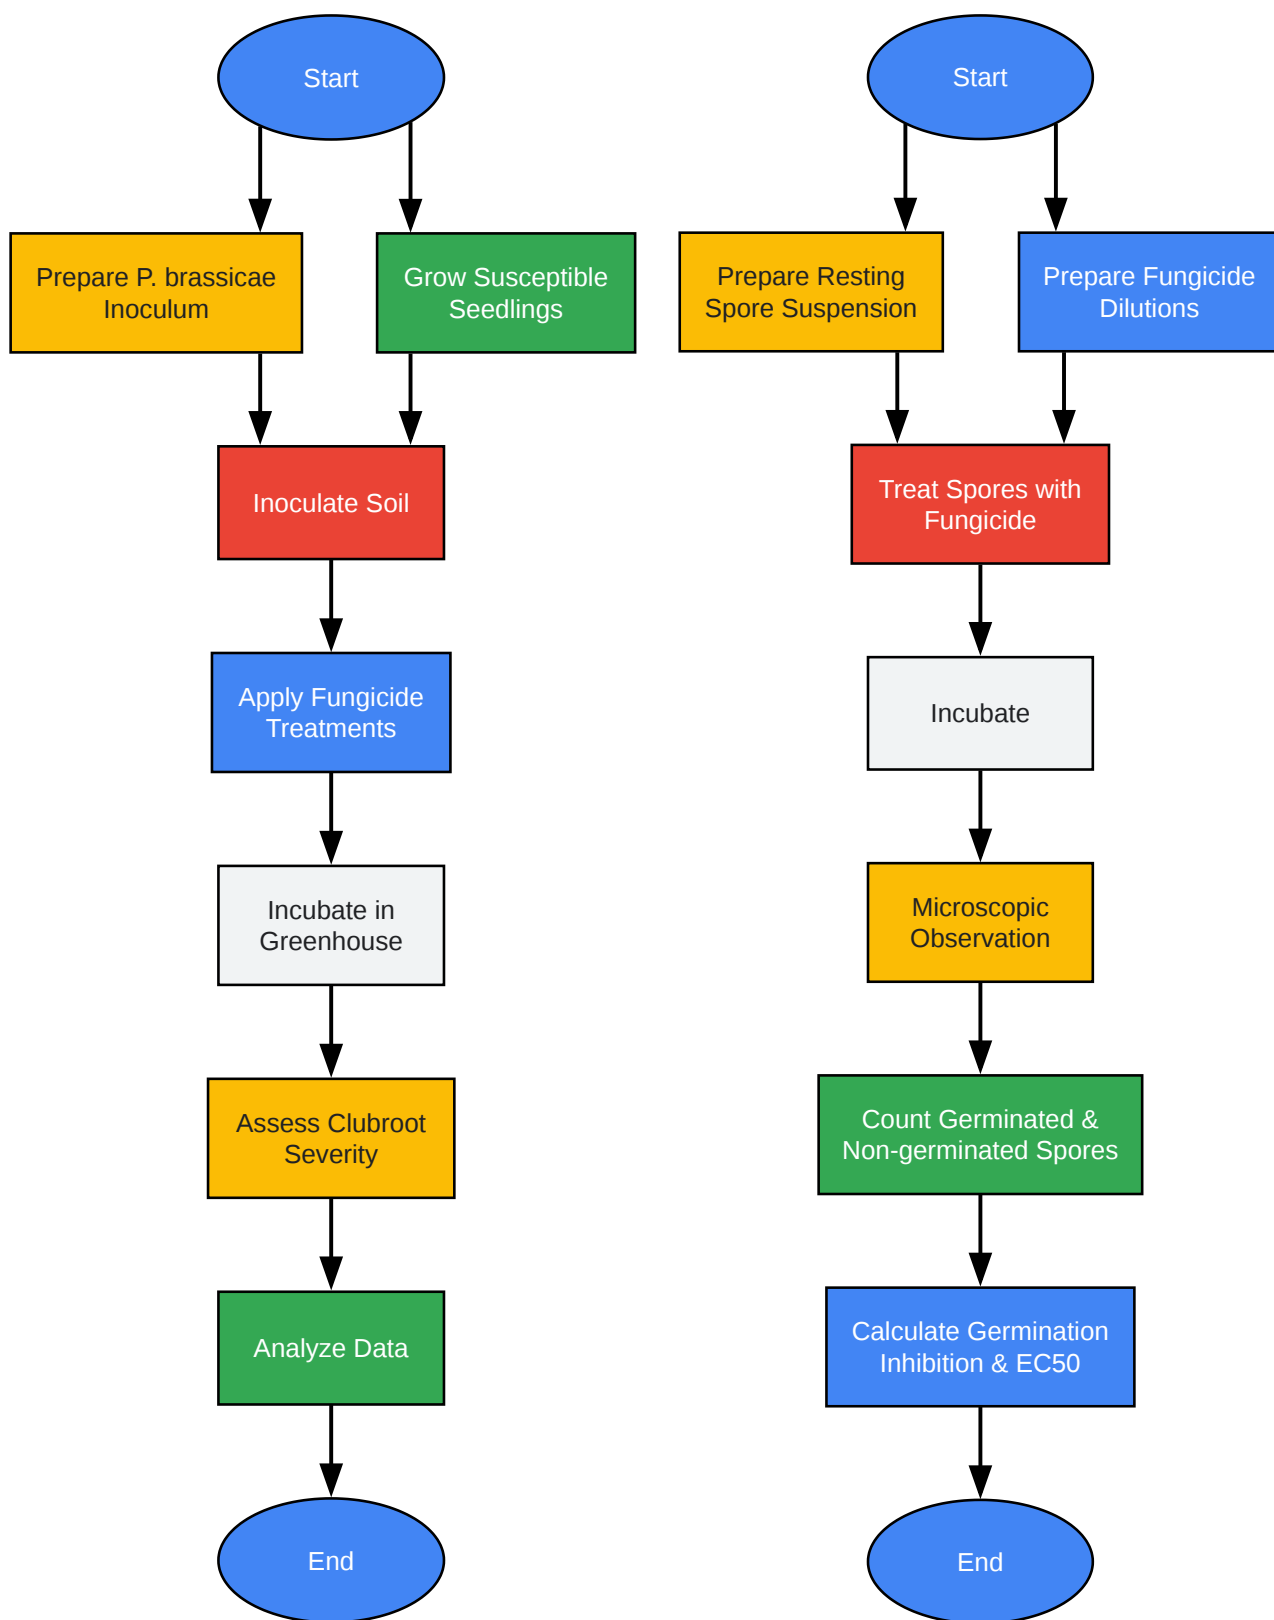 Start
Prepare P. brassicae
Inoculum
Grow Susceptible
Seedlings
Inoculate Soil
Apply Fungicide
Treatments
Incubate in
Greenhouse
Assess Clubroot
Severity
Analyze Data
End
Start
Prepare Resting
Spore Suspension
Prepare Fungicide
Dilutions
Treat Spores with
Fungicide
Incubate
Microscopic
Observation
Count Germinated &
Non-germinated Spores
Calculate Germination
Inhibition & EC50
End